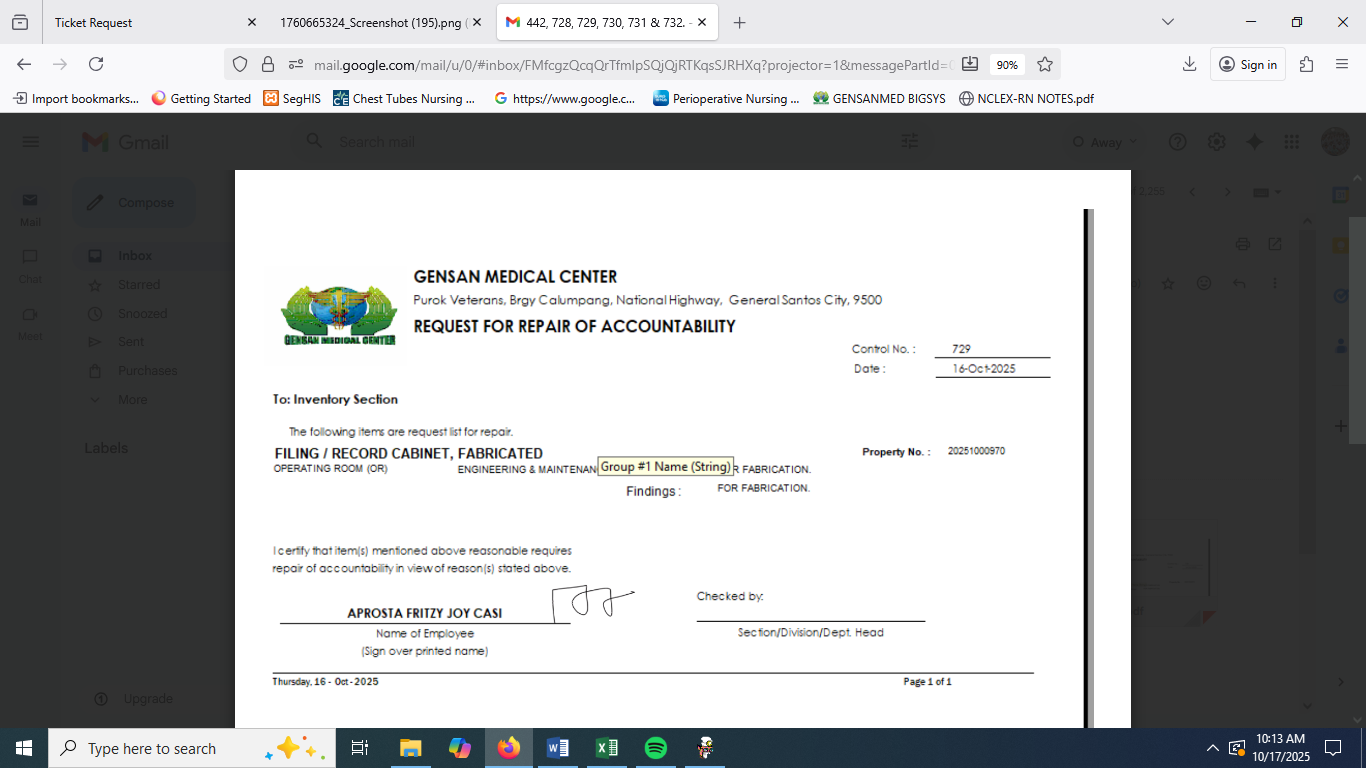 Ticket Request
1760665324_Screenshot (195).png (
442, 728, 729, 730, 731 & 732. -
mail.google.com/mail/u/0/#inbox/FMfcgzQcqQrTfmlpSQjQjRTKqsSJRHXq?projector=1&messagePartId=
90%
Sign in
Import bookmarks...
Getting Started
SegHIS
Chest Tubes Nursing ...
https://www.google.c...
Perioperative Nursing ...
GENSANMED BIGSYS
NCLEX-RN NOTES.pdf
Gmail
Search mail
Away
Compose
2,755
Mail
Inbox
Chat
Starred
Snoozed
Meet
Sent
Purchases
More
Labels
Upgrade
GENSAN MEDICAL CENTER
GENSAN MEDICAL CENTER
Purok Veterans, Brgy Calumpang, National Highway, General Santos City, 9500
REQUEST FOR REPAIR OF ACCOUNTABILITY
Control No. : 729
Date : 16-Oct-2025
To: Inventory Section
The following items are request list for repair.
FILING / RECORD CABINET, FABRICATED Property No. : 20251000970
OPERATING ROOM (OR) ENGINEERING & MAINTENAN Group #1 Name (String) R FABRICATION.
Findings : FOR FABRICATION.
I certify that item(s) mentioned above reasonable requires
repair of accountability in view of reason(s) stated above.
Checked by:
APROSTA FRITZY JOY CASI
Name of Employee
Section/Division/Dept. Head
(Sign over printed name)
Thursday, 16 - Oct - 2025 Page 1 of 1
Type here to search
10:13 AM
10/17/2025